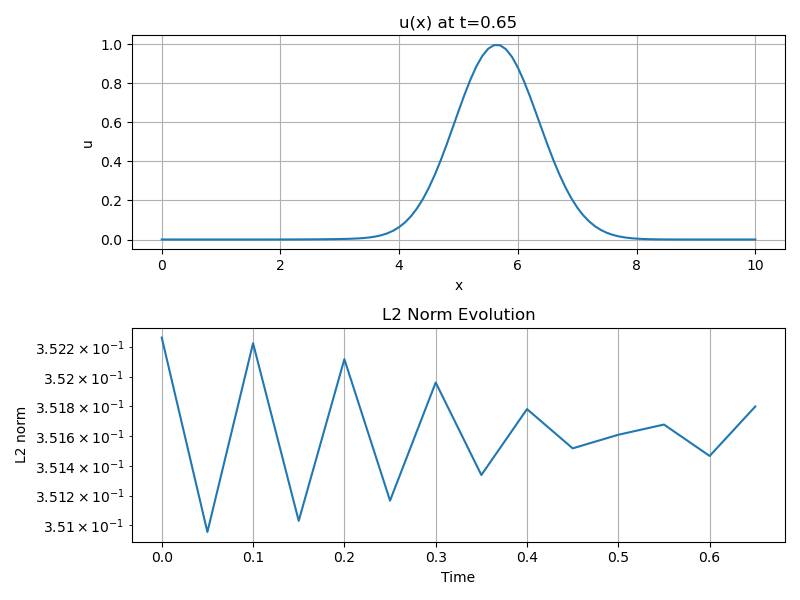 u(x) at t=0.65
u
1.0
0.8
0.6
0.4
0.2
0.0
0 2 4 6 8 10
x
L2 Norm Evolution
L2 norm
3.522 × 10⁻¹
3.52 × 10⁻¹
3.518 × 10⁻¹
3.516 × 10⁻¹
3.514 × 10⁻¹
3.512 × 10⁻¹
3.51 × 10⁻¹
0.0 0.1 0.2 0.3 0.4 0.5 0.6
Time